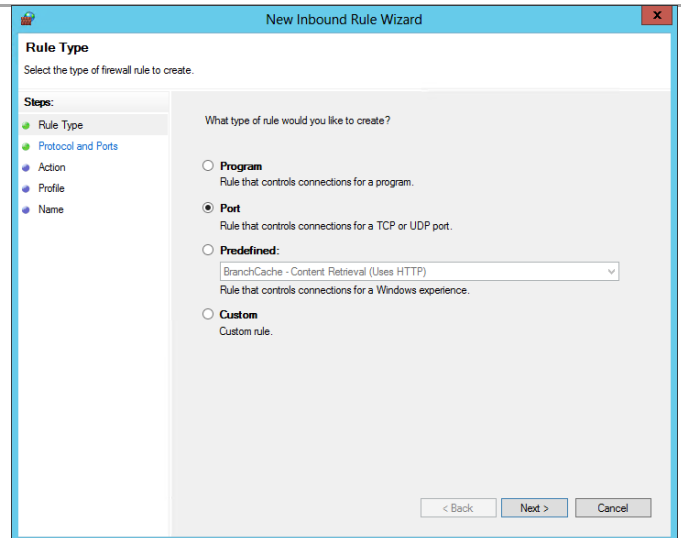 New Inbound Rule Wizard
x
Rule Type
Select the type of firewall rule to create.
Steps:
Rule Type
Protocol and Ports
Action
Profile
Name
What type of rule would you like to create?
Program
Rule that controls connections for a program.
Port
Rule that controls connections for a TCP or UDP port.
Predefined:
BranchCache - Content Retrieval (Uses HTTP)
Rule that controls connections for a Windows experience.
Custom
Custom rule.
< Back Next > Cancel